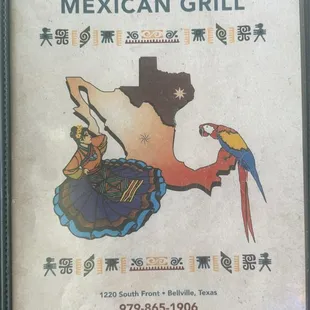 MEXICAN GRILL
1220 South Front • Bellville, Texas
979-865-1906